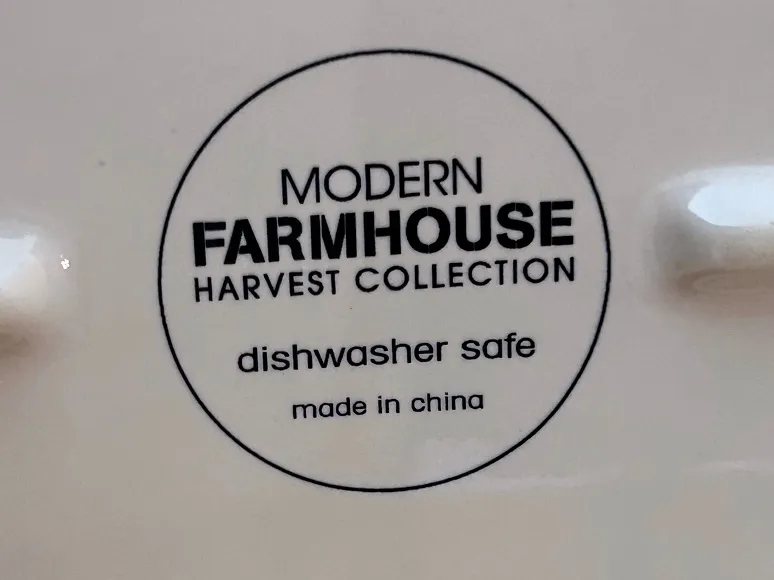 MODERN
FARMHOUSE
HARVEST COLLECTION
dishwasher safe
made in china